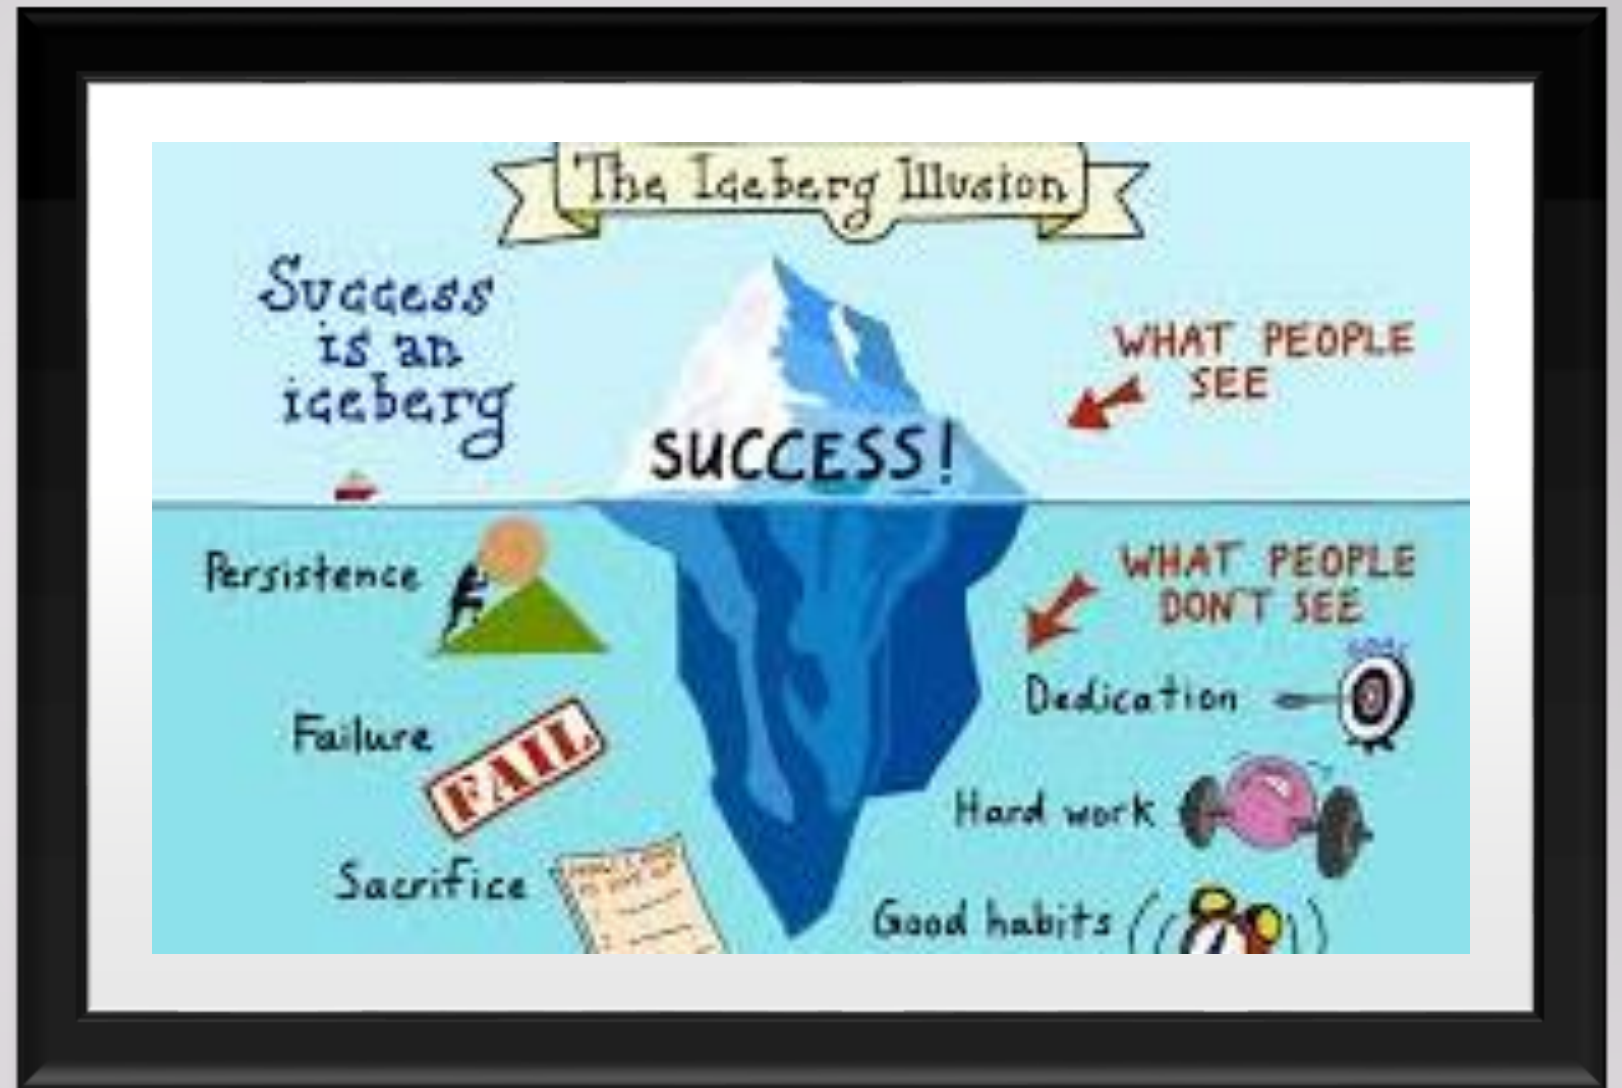 The Iceberg Illusion
Success
is an
iceberg
WHAT PEOPLE
SEE
SUCCESS!
Persistence
WHAT PEOPLE
DON'T SEE
Dedication
Failure
FAIL
Hard work
Sacrifice
Good habits